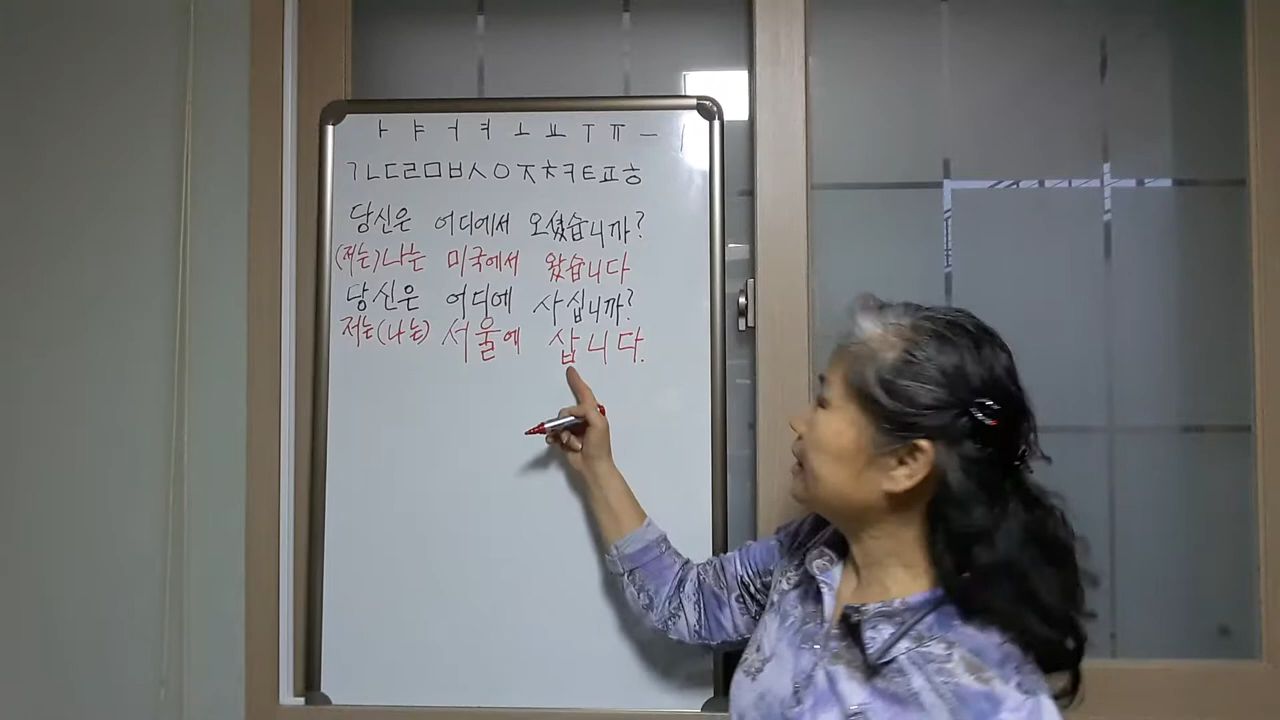 ㅏ ㅑ ㅓ ㅕ ㅗ ㅛ ㅜ ㅠ ㅡ ㅣ
ㄱㄴㄷㄹㅁㅂㅅㅇㅈㅊㅋㅌㅍㅎ
당신은 어디에서 오셨습니까?
(저는)나는 미국에서 왔습니다
당신은 어디에 사십니까?
저는(나는) 서울에 삽니다.